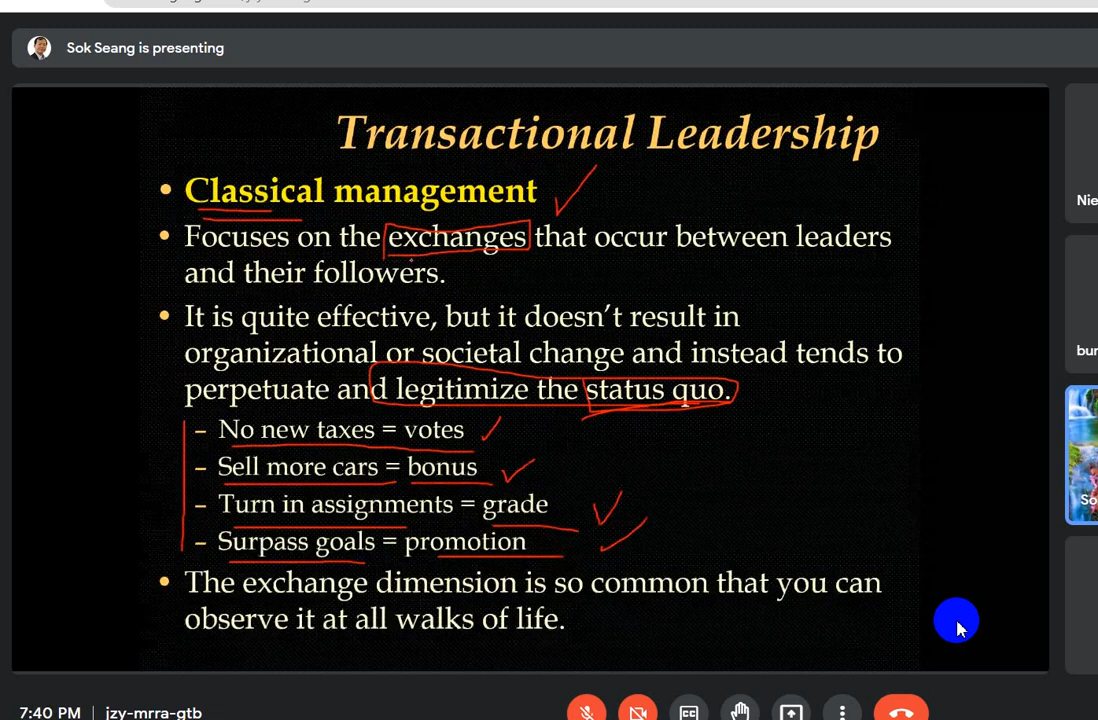 Sok Seang is presenting
Transactional Leadership
• Classical management
• Focuses on the exchanges that occur between leaders
and their followers.
• It is quite effective, but it doesn't result in
organizational or societal change and instead tends to
perpetuate and legitimize the status quo.
– No new taxes = votes
– Sell more cars = bonus
– Turn in assignments = grade
– Surpass goals = promotion
• The exchange dimension is so common that you can
observe it at all walks of life.
Nie
bun
So
7:40 PM | jzy-mrra-gtb
CC